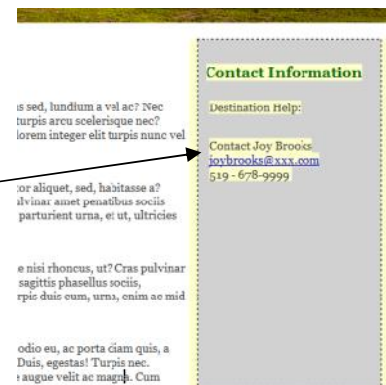 s sed, lundium a vel ac? Nec
turpis arcu scelerisque nec?
lorem integer elit turpis nunc vel
tor aliquet, sed, habitasse a?
ulvinar amet penatibus sociis
parturient urna, et ut, ultricies
e nisi rhoncus, ut? Cras pulvinar
sagittis phasellus sociis,
rpis duis cum, urna, enim ac mid
odio eu, ac porta diam quis, a
Duis, egestas! Turpis nec.
augue velit ac magna. Cum
Contact Information
Destination Help:
Contact Joy Brooks
joybrooks@xxx.com
519 - 678-9999